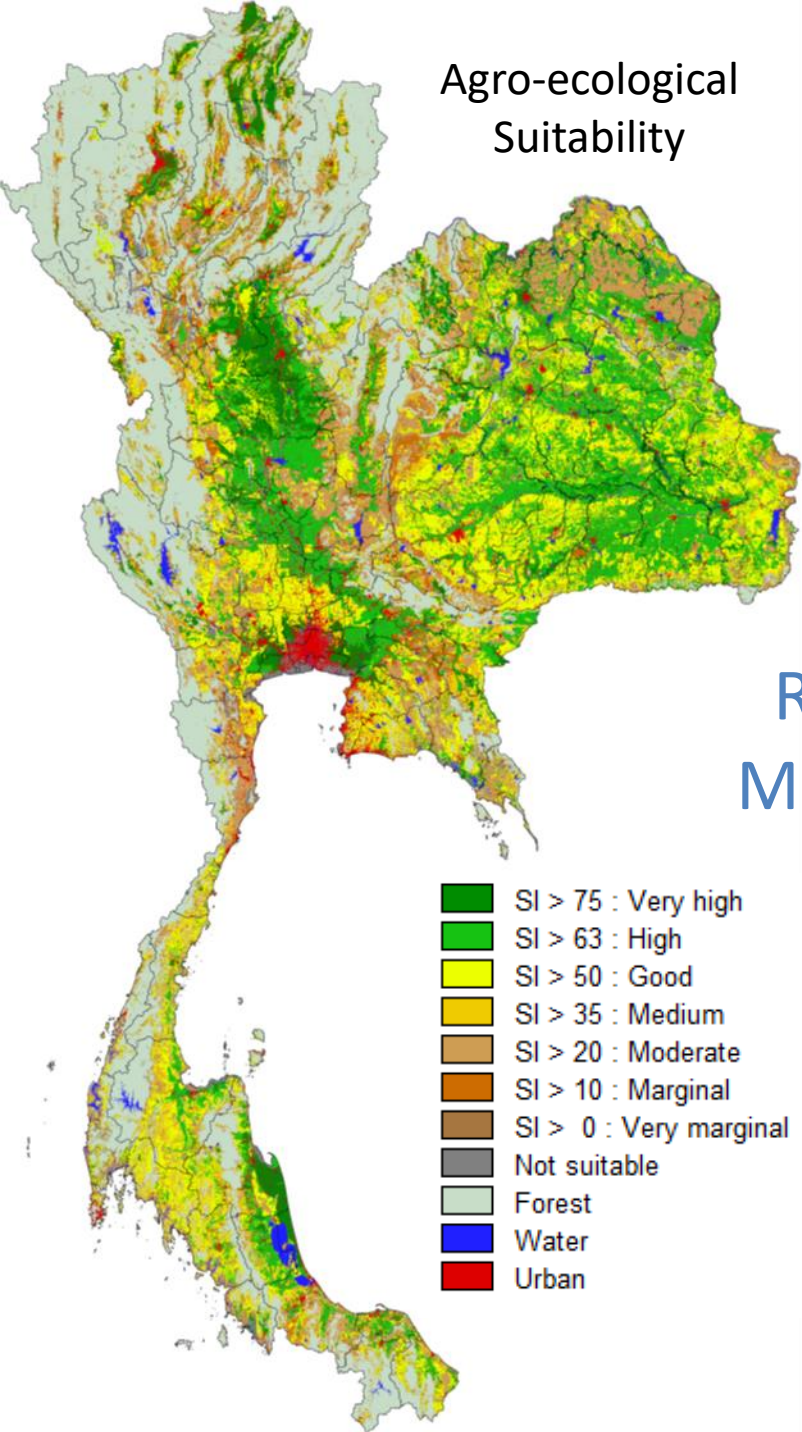 Agro-ecological
Suitability
R
M
SI > 75 : Very high
SI > 63 : High
SI > 50 : Good
SI > 35 : Medium
SI > 20 : Moderate
SI > 10 : Marginal
SI > 0 : Very marginal
Not suitable
Forest
Water
Urban